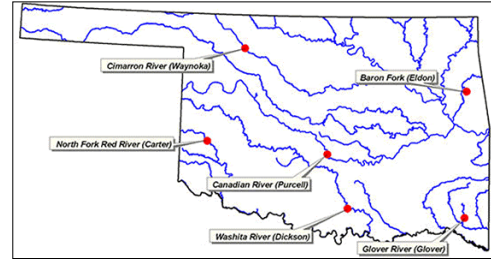 Cimarron River (Waynoka)
Baron Fork (Eldon)
North Fork Red River (Carter)
Canadian River (Purcell)
Washita River (Dickson)
Glover River (Glover)